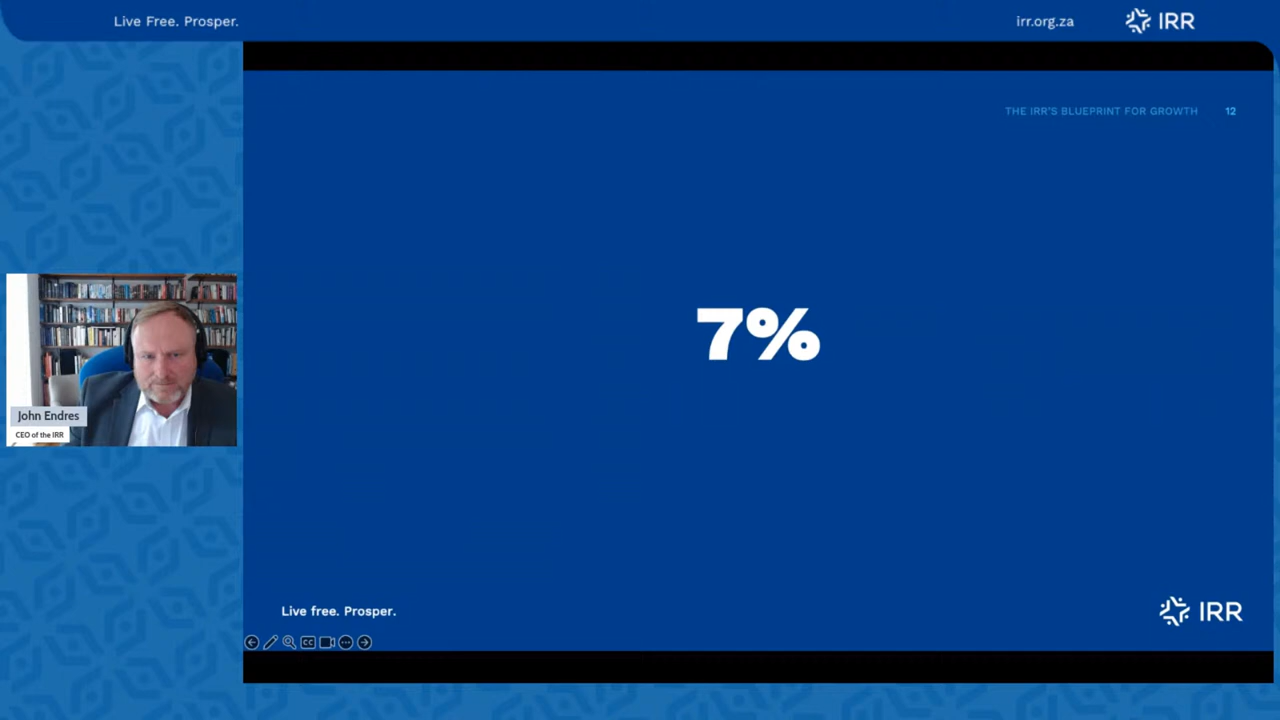 Live Free. Prosper.
irr.org.za
IRR
THE IRR'S BLUEPRINT FOR GROWTH 12
7%
John Endres
CEO of the IRR
Live free. Prosper.
IRR
CC